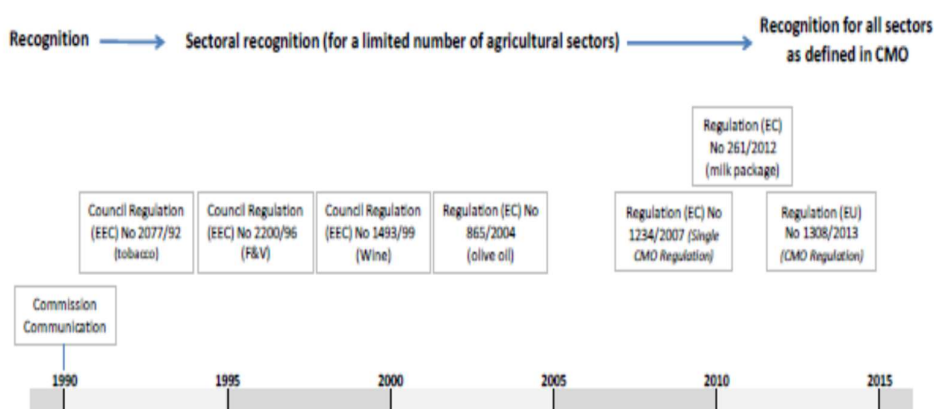 Recognition
Sectoral recognition (for a limited number of agricultural sectors)
Recognition for all sectors
as defined in CMO
Regulation (EC)
No 261/2012
(milk package)
Council Regulation
(EEC) No 2077/92
(tobacco)
Council Regulation
(EEC) No 2200/96
(F&V)
Council Regulation
(EEC) No 1493/99
(Wine)
Regulation (EC) No
865/2004
(olive oil)
Regulation (EC) No
1234/2007 (Single
CMO Regulation)
Regulation (EU)
No 1308/2013
(CMO Regulation)
Commission
Communication
1990
1995
2000
2005
2010
2015